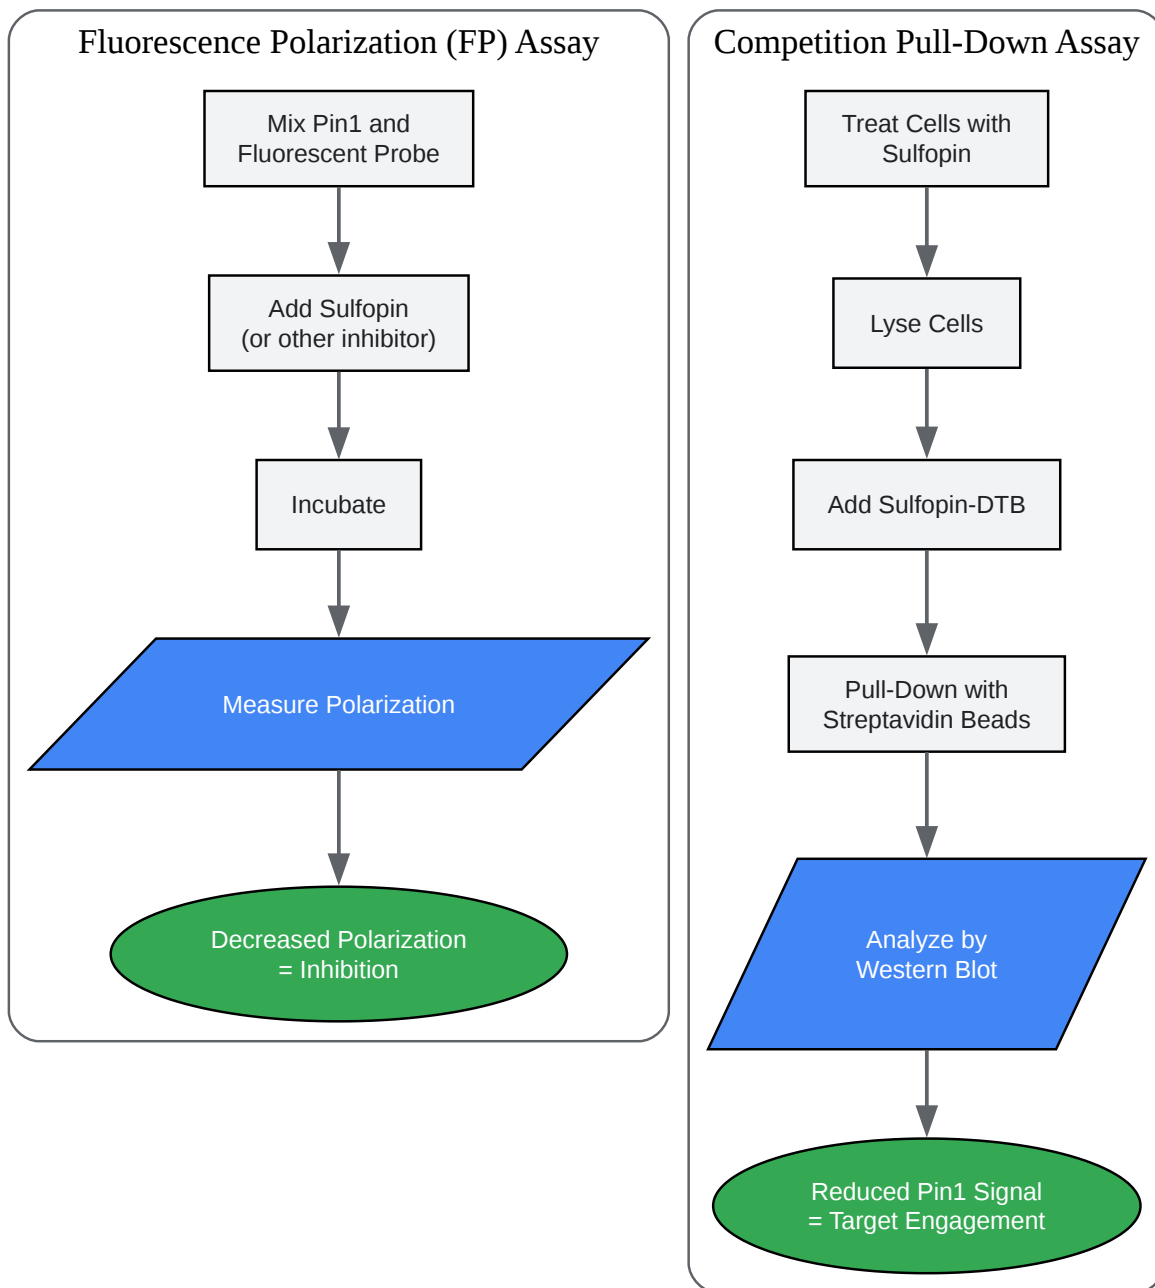 Fluorescence Polarization (FP) Assay
Mix Pin1 and
Fluorescent Probe
Add Sulfopin
(or other inhibitor)
Incubate
Measure Polarization
Decreased Polarization
= Inhibition
Competition Pull-Down Assay
Treat Cells with
Sulfopin
Lyse Cells
Add Sulfopin-DTB
Pull-Down with
Streptavidin Beads
Analyze by
Western Blot
Reduced Pin1 Signal
= Target Engagement